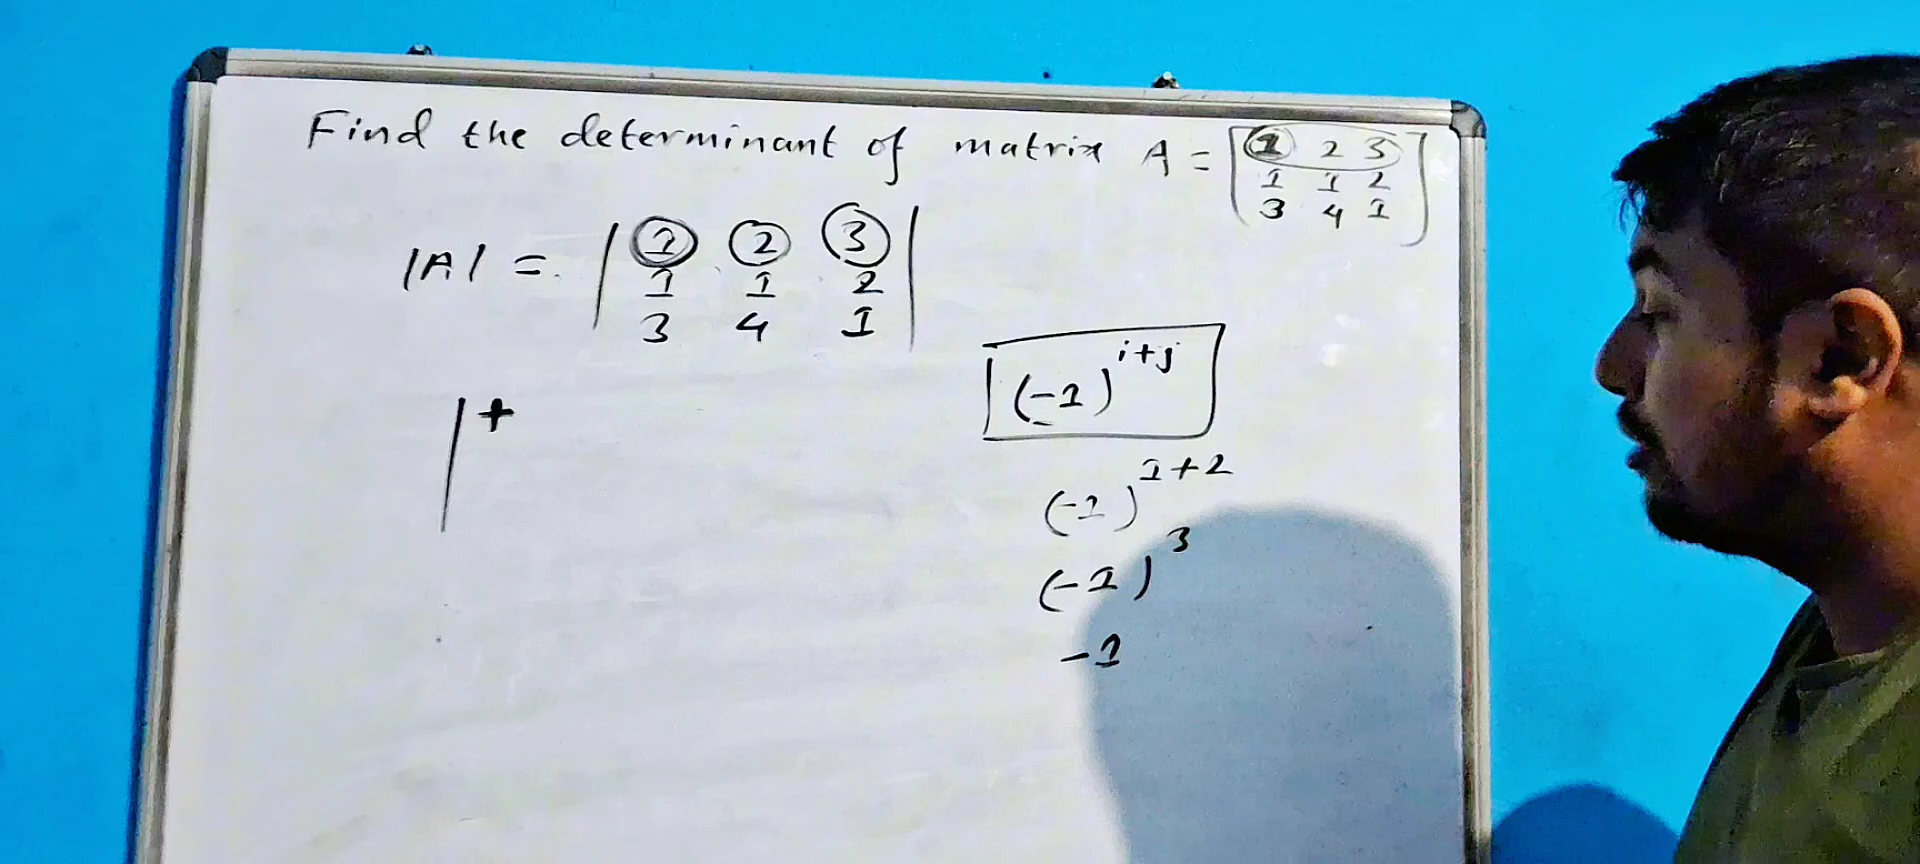 Find the determinant of matrix A = [1 2 3
1 1 2
3 4 1]
|A| = |1 2 3
1 1 2
3 4 1|
(-1)^i+j
|+
(-1)^1+2
(-1)^3
-1